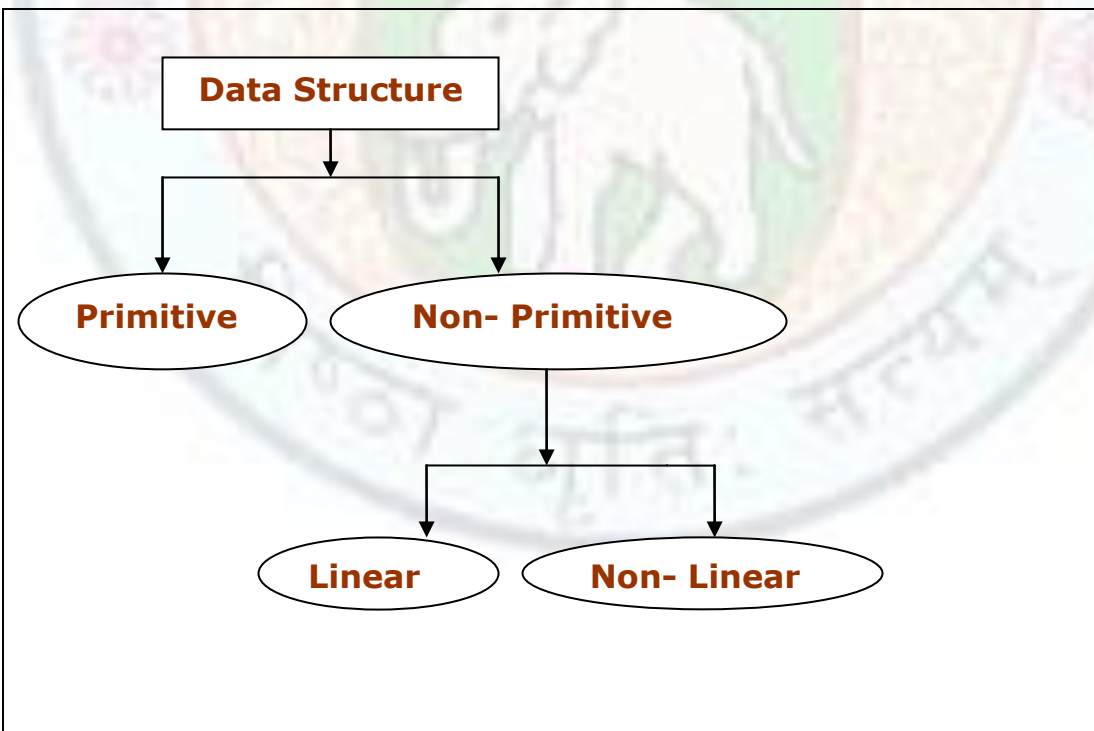 Data Structure
Primitive
Non- Primitive
Linear
Non- Linear